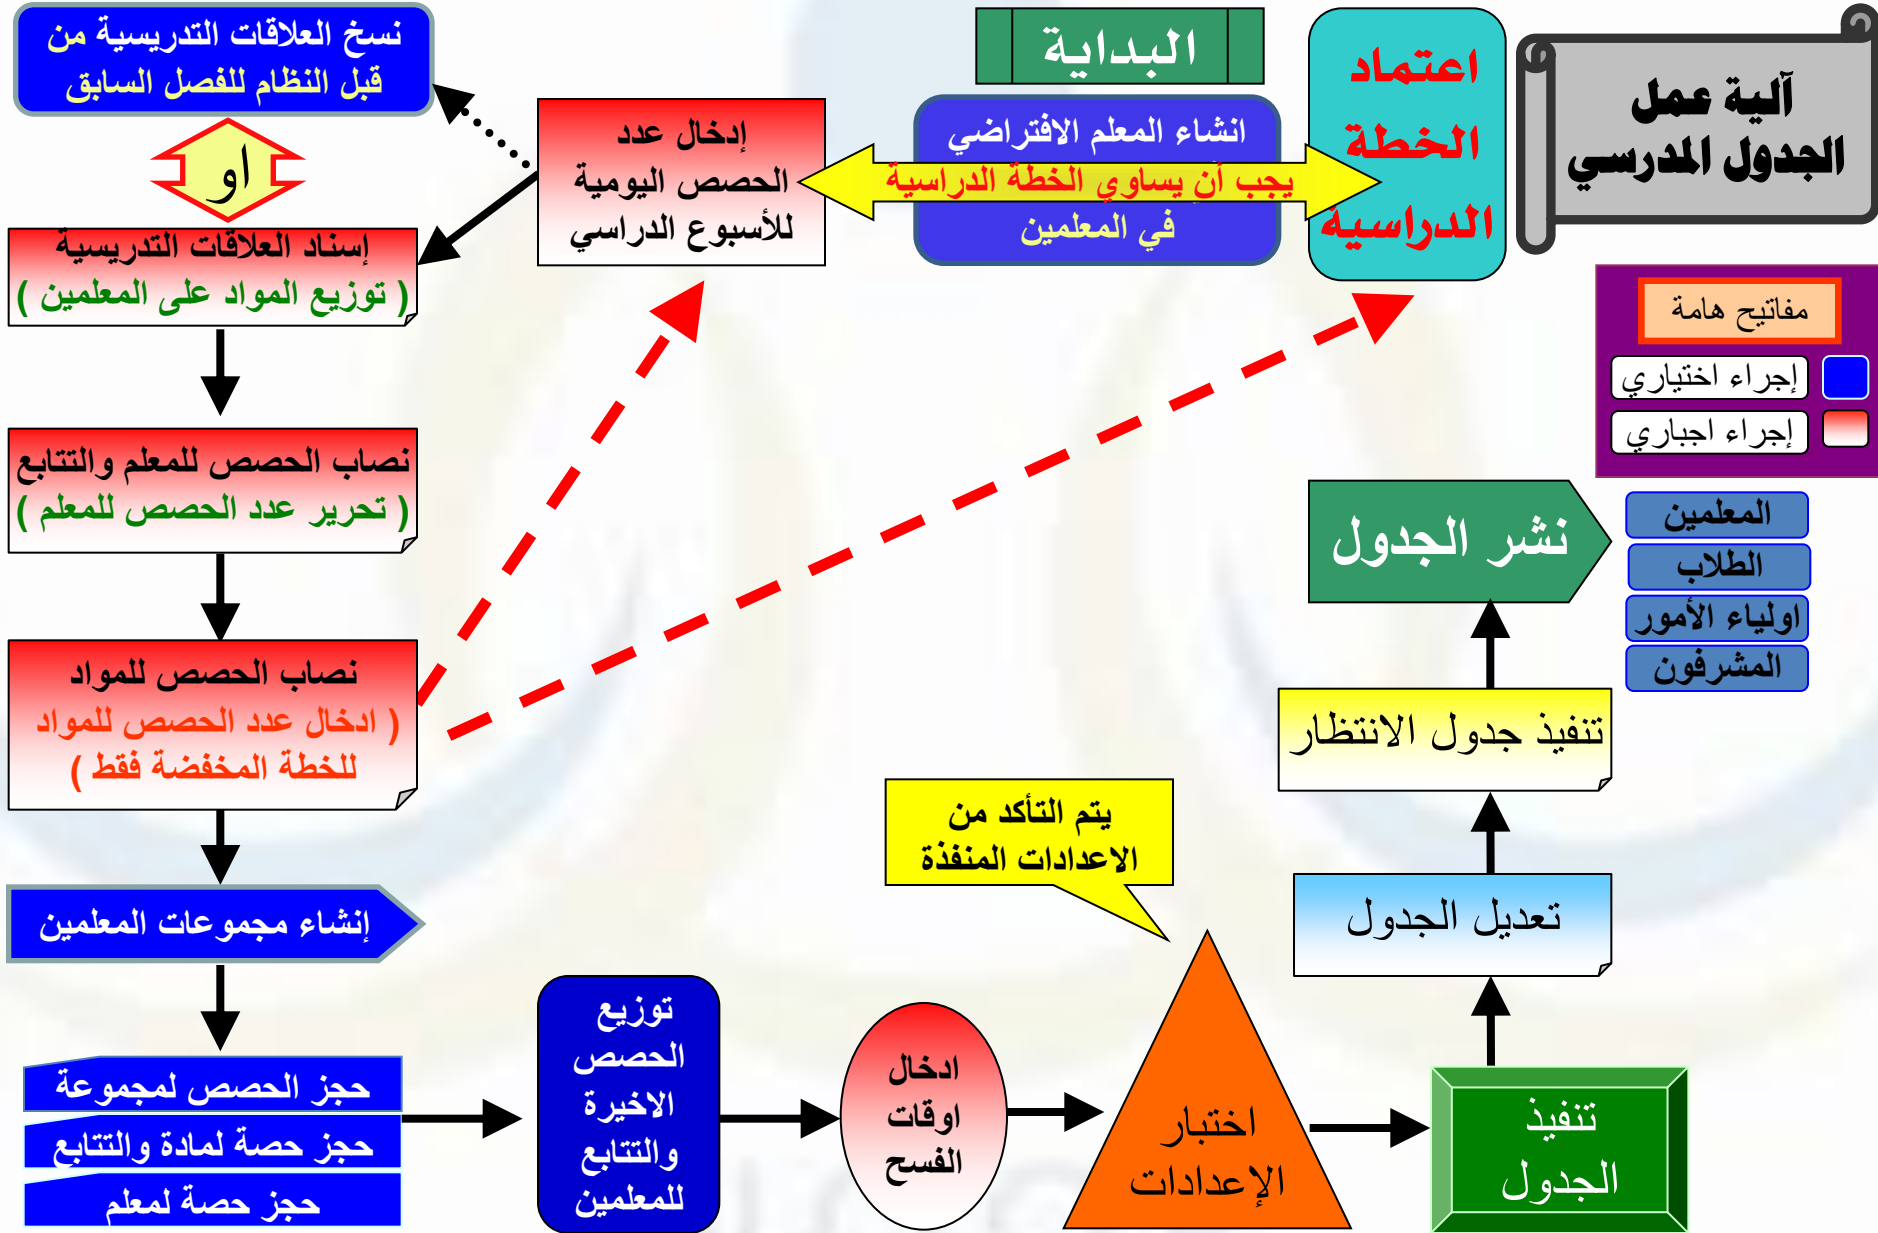 آلية عمل
الجدول المدرسي
البداية
اعتماد
الخطة
الدراسية
انشاء المعلم الافتراضي
يجب أن يساوي الخطة الدراسية
في المعلمين
إدخال عدد
الحصص اليومية
للأسبوع الدراسي
نسخ العلاقات التدريسية من
قبل النظام للفصل السابق
او
إسناد العلاقات التدريسية
( توزيع المواد على المعلمين )
نصاب الحصص للمعلم والتتابع
( تحرير عدد الحصص للمعلم )
نصاب الحصص للمواد
( ادخال عدد الحصص للمواد
للخطة المخفضة فقط )
إنشاء مجموعات المعلمين
حجز الحصص لمجموعة
حجز حصة لمادة والتتابع
حجز حصة لمعلم
توزيع
الحصص
الاخيرة
والتتابع
للمعلمين
ادخال
اوقات
الفسح
يتم التأكد من
الاعدادات المنفذة
اختبار
الإعدادات
تنفيذ
الجدول
تعديل الجدول
تنفيذ جدول الانتظار
نشر الجدول
المعلمين
الطلاب
اولياء الأمور
المشرفون
مفاتيح هامة
إجراء اختياري
إجراء اجباري